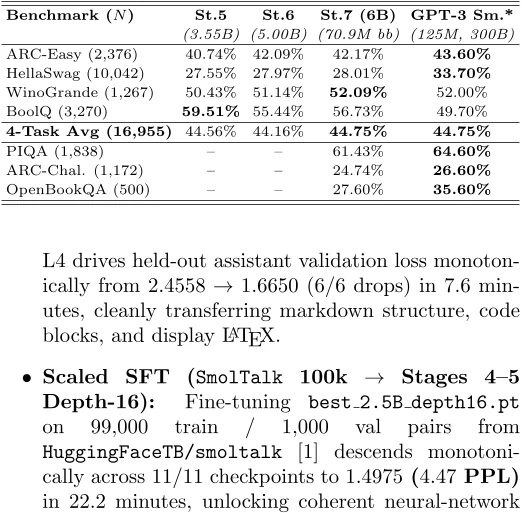 Benchmark (N) St.5 St.6 St.7 (6B) GPT-3 Sm.*
(3.55B) (5.00B) (70.9M bb) (125M, 300B)
ARC-Easy (2,376) 40.74% 42.09% 42.17% 43.60%
HellaSwag (10,042) 27.55% 27.97% 28.01% 33.70%
WinoGrande (1,267) 50.43% 51.14% 52.09% 52.00%
BoolQ (3,270) 59.51% 55.44% 56.73% 49.70%
4-Task Avg (16,955) 44.56% 44.16% 44.75% 44.75%
PIQA (1,838) – – 61.43% 64.60%
ARC-Chal. (1,172) – – 24.74% 26.60%
OpenBookQA (500) – – 27.60% 35.60%
L4 drives held-out assistant validation loss monoton-
ically from 2.4558 → 1.6650 (6/6 drops) in 7.6 min-
utes, cleanly transferring markdown structure, code
blocks, and display LATEX.
• Scaled SFT (SmolTalk 100k → Stages 4–5
Depth-16): Fine-tuning best_2.5B_depth16.pt
on 99,000 train / 1,000 val pairs from
HuggingFaceTB/smoltalk [1] descends monotoni-
cally across 11/11 checkpoints to 1.4975 (4.47 PPL)
in 22.2 minutes, unlocking coherent neural-network